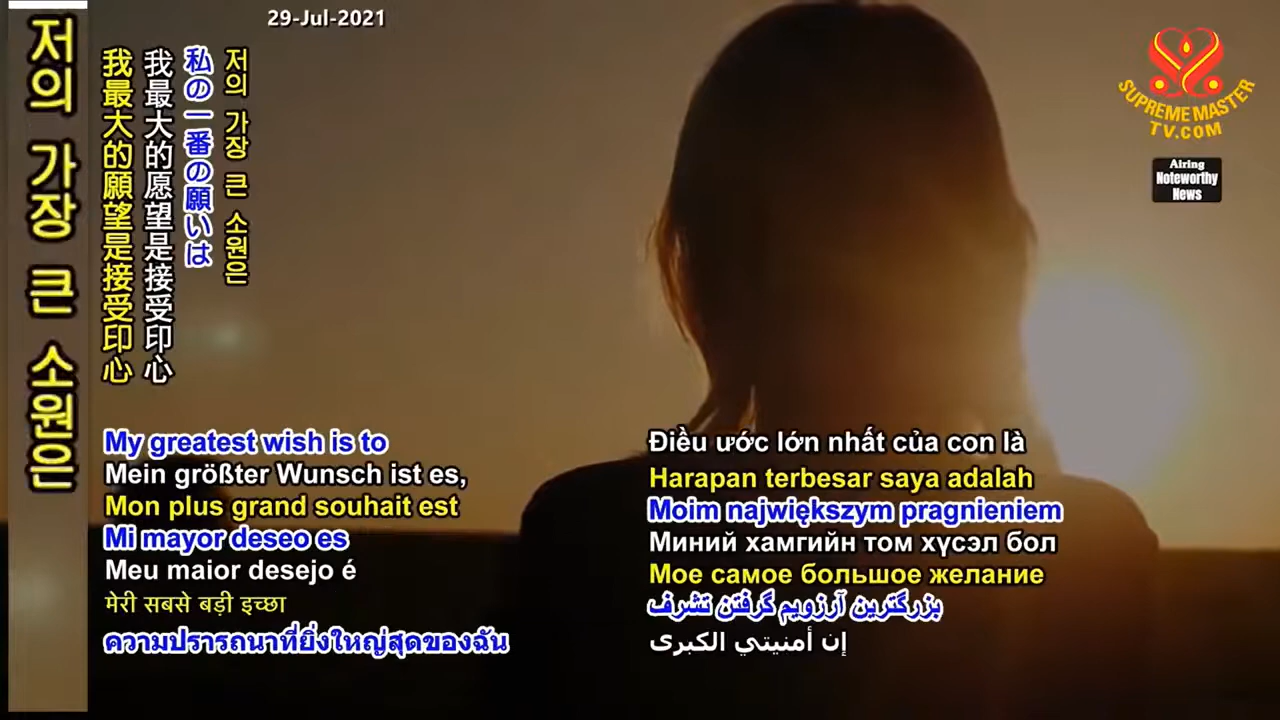 29-Jul-2021
저의 가장 큰 소원은
我最大的願望是接受印心
我最大的愿望是接受印心
私の一番の願いは
저의 가장 큰 소원은
SUPREME MASTER
TV.COM
Airing
Noteworthy
News
My greatest wish is to
Mein größter Wunsch ist es,
Mon plus grand souhait est
Mi mayor deseo es
Meu maior desejo é
मेरी सबसे बड़ी इच्छा
ความปรารถนาที่ยิ่งใหญ่สุดของฉัน
Điều ước lớn nhất của con là
Harapan terbesar saya adalah
Moim największym pragnieniem
Миний хамгийн том хүсэл бол
Мое самое большое желание
بزرگترین آرزویم گرفتن تشرف
إن أمنيتي الكبرى